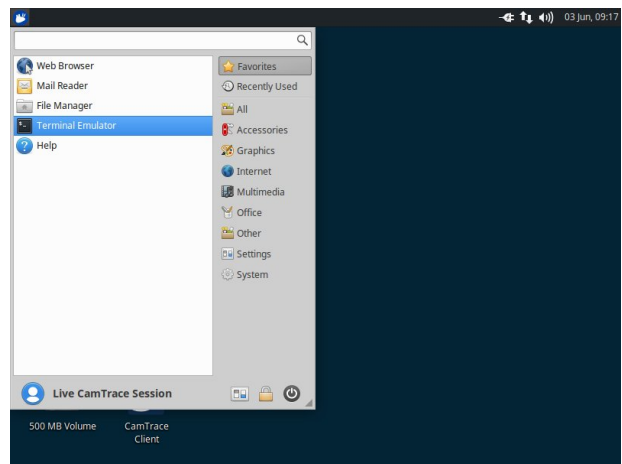 03 Jun, 09:17
Web Browser
Mail Reader
File Manager
Terminal Emulator
Help
Favorites
Recently Used
All
Accessories
Graphics
Internet
Multimedia
Office
Other
Settings
System
Live CamTrace Session
500 MB Volume
CamTrace
Client